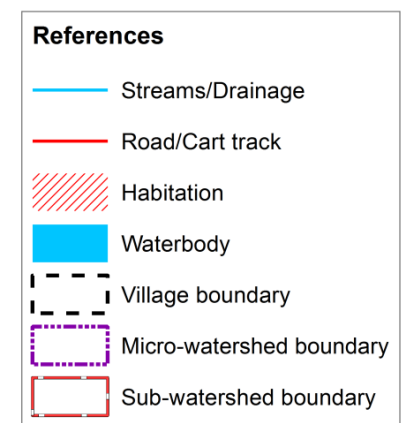 References
Streams/Drainage
Road/Cart track
Habitation
Waterbody
Village boundary
Micro-watershed boundary
Sub-watershed boundary